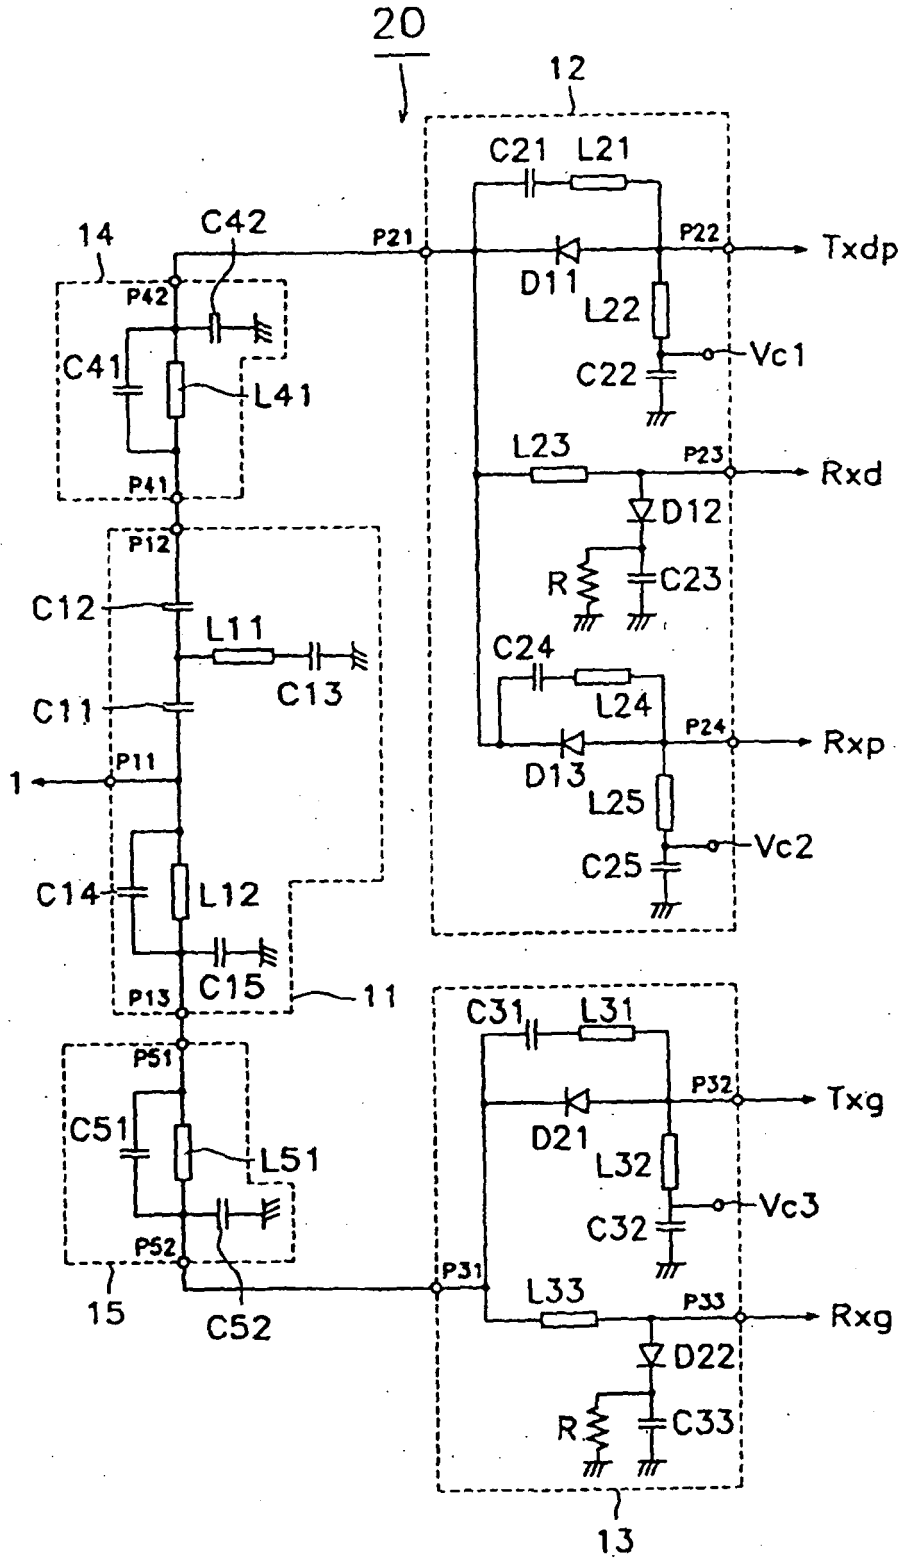 20
12
C21
L21
C42
14
P21
P22
Txdp
P42
D11
L22
C41
Vc1
C22
L41
L23
P23
Rxd
P41
D12
P12
R
C23
C12
L11
C24
C13
L24
C11
P24
Rxp
1
P11
D13
L25
C14
L12
Vc2
C25
C15
P13
11
C31
L31
P51
P32
Txg
C51
D21
L51
L32
Vc3
C32
P52
P31
L33
15
C52
P33
Rxg
D22
R
C33
13